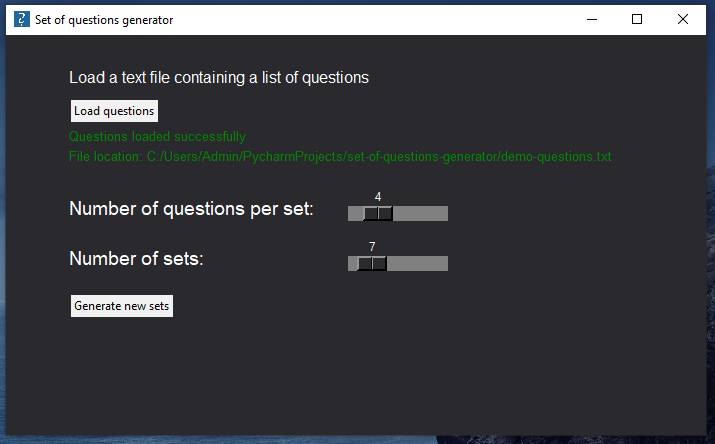 Set of questions generator
Load a text file containing a list of questions
Load questions
Questions loaded successfully
File location: C:/Users/Admin/PycharmProjects/set-of-questions-generator/demo-questions.txt
4
Number of questions per set:
7
Number of sets:
Generate new sets